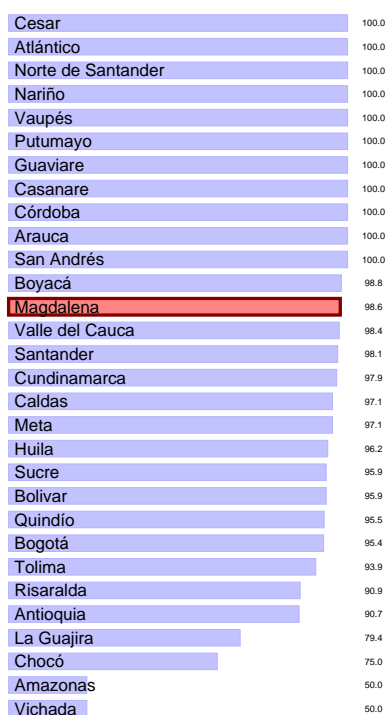 Cesar 100.0
Atlántico 100.0
Norte de Santander 100.0
Nariño 100.0
Vaupés 100.0
Putumayo 100.0
Guaviare 100.0
Casanare 100.0
Córdoba 100.0
Arauca 100.0
San Andrés 100.0
Boyacá 98.8
Magdalena 98.6
Valle del Cauca 98.4
Santander 98.1
Cundinamarca 97.9
Caldas 97.1
Meta 97.1
Huila 96.2
Sucre 95.9
Bolivar 95.9
Quindío 95.5
Bogotá 95.4
Tolima 93.9
Risaralda 90.9
Antioquia 90.7
La Guajira 79.4
Chocó 75.0
Amazonas 50.0
Vichada 50.0